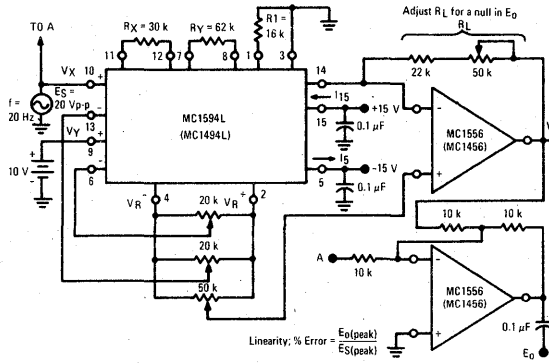 Adjust RL for a null in Eo
RL
TO A
RX = 30 k
RY = 62 k
R1 =
16 k
11
12
7
8
1
3
14
22 k
50 k
VX
10
+
ES =
20 Vp-p
f =
20 Hz
−
13
VY
9
+
10 V
−
6
−
MC1594L
(MC1494L)
I15
15
+15 V
0.1 μF
I5
5
−15 V
0.1 μF
−
MC1556
(MC1456)
+
V
4
2
VR−
VR+
20 k
20 k
50 k
10 k
10 k
A
10 k
−
MC1556
(MC1456)
+
0.1 μF
Eo
Linearity; % Error = Eo(peak)
ES(peak)